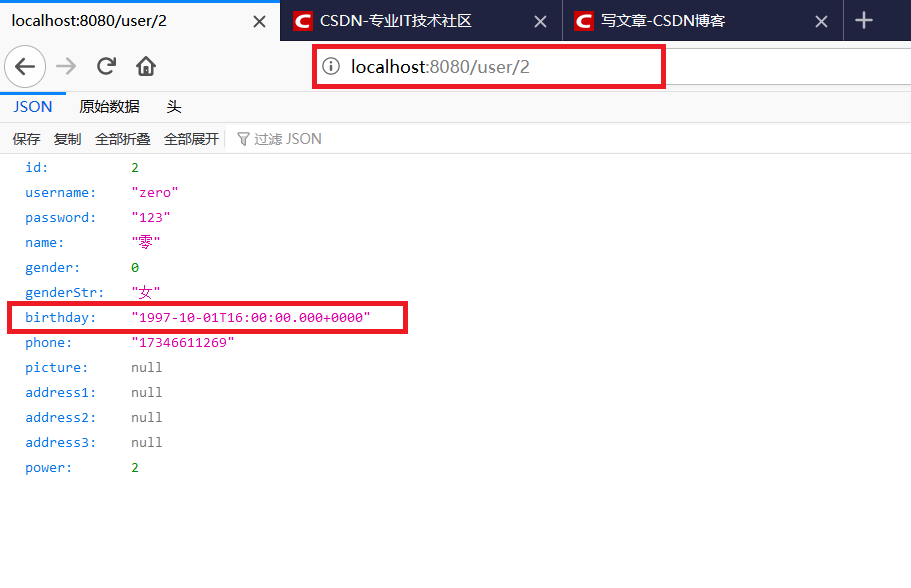 localhost:8080/user/2 CSDN-专业IT技术社区 写文章-CSDN博客
localhost:8080/user/2
JSON 原始数据 头
保存 复制 全部折叠 全部展开 过滤 JSON
id: 2
username: "zero"
password: "123"
name: "零"
gender: 0
genderStr: "女"
birthday: "1997-10-01T16:00:00.000+0000"
phone: "17346611269"
picture: null
address1: null
address2: null
address3: null
power: 2